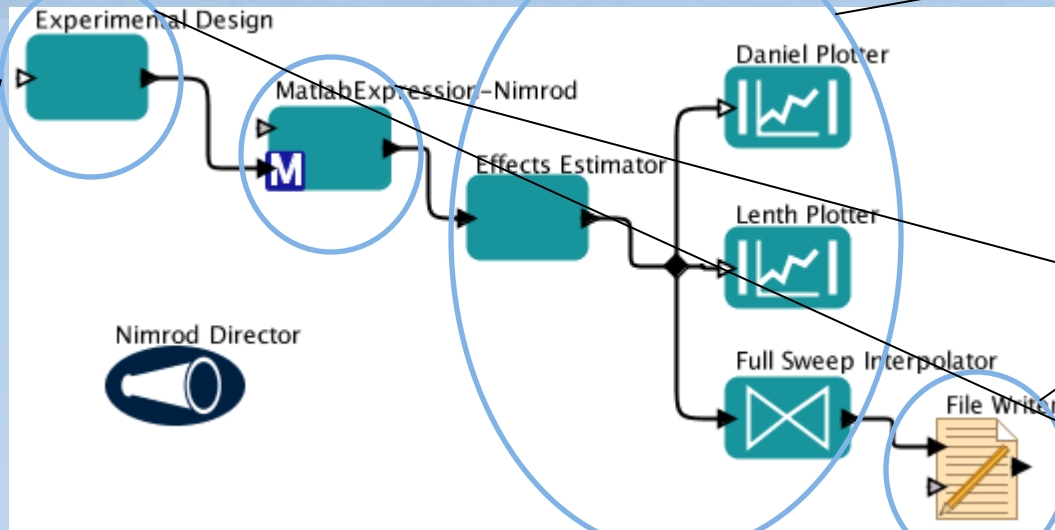 Experimental Design
MatlabExpression-Nimrod
M
Effects Estimator
Daniel Plotter
Lenth Plotter
Nimrod Director
Full Sweep Interpolator
File Writer